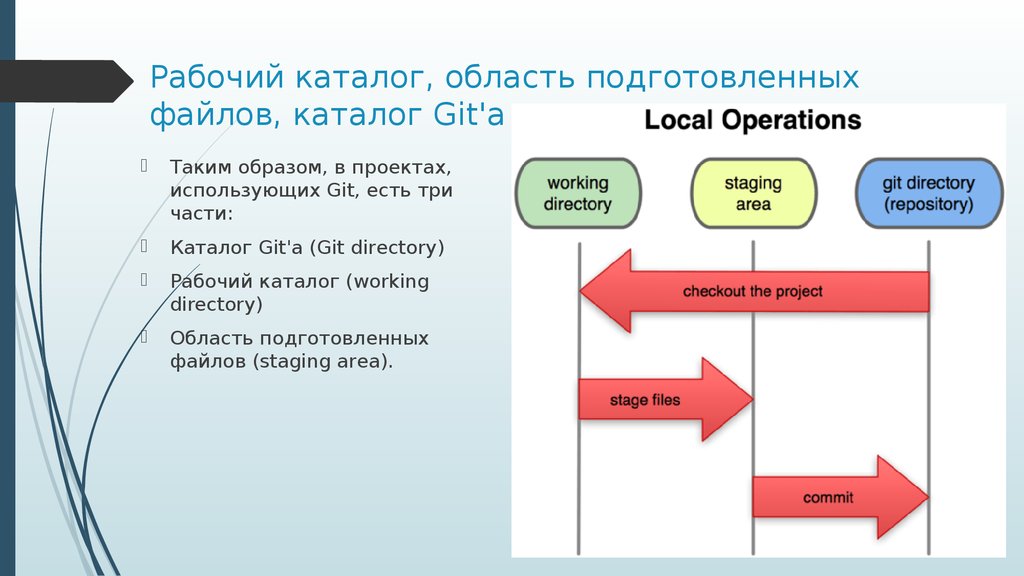 Рабочий каталог, область подготовленных
файлов, каталог Git'а
Таким образом, в проектах,
использующих Git, есть три
части:
Каталог Git'а (Git directory)
Рабочий каталог (working
directory)
Область подготовленных
файлов (staging area).
Local Operations
working
directory
staging
area
git directory
(repository)
checkout the project
stage files
commit